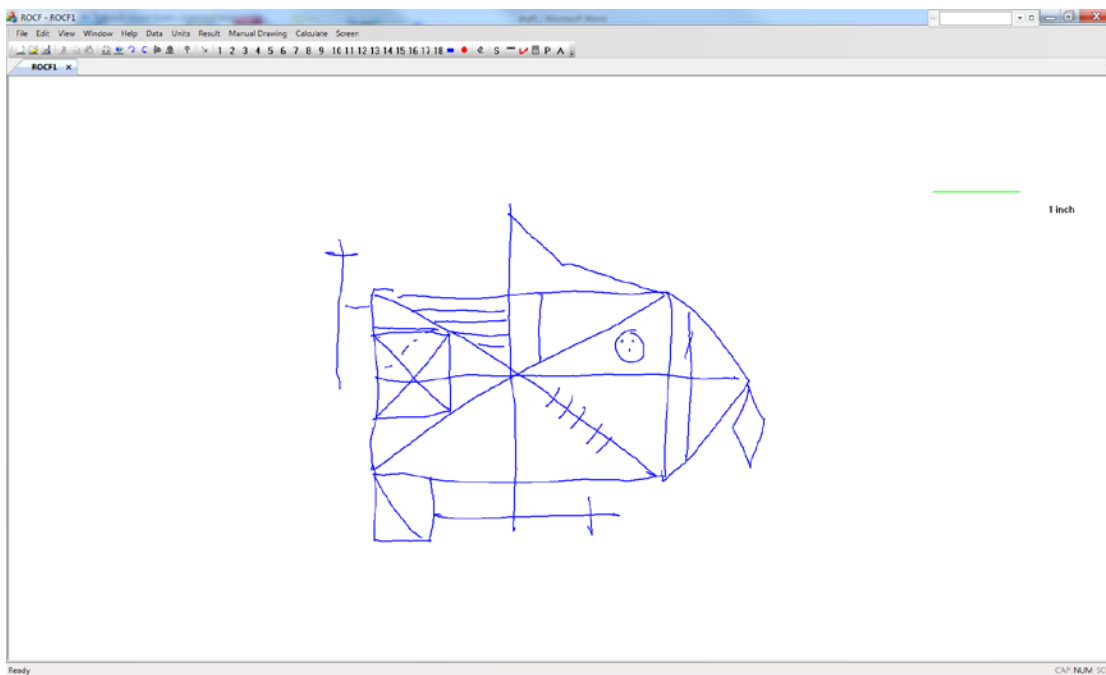 ROCF - ROCF1
File Edit View Window Help Data Units Result Manual Drawing Calculate Screen
1 2 3 4 5 6 7 8 9 10 11 12 13 14 15 16 17 18 S P A
ROCF1 ×
1 inch
Ready CAP NUM SC